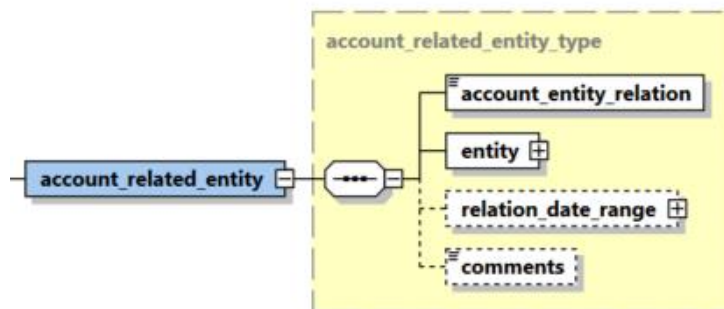 account_related_entity_type
account_entity_relation
entity
account_related_entity
relation_date_range
comments